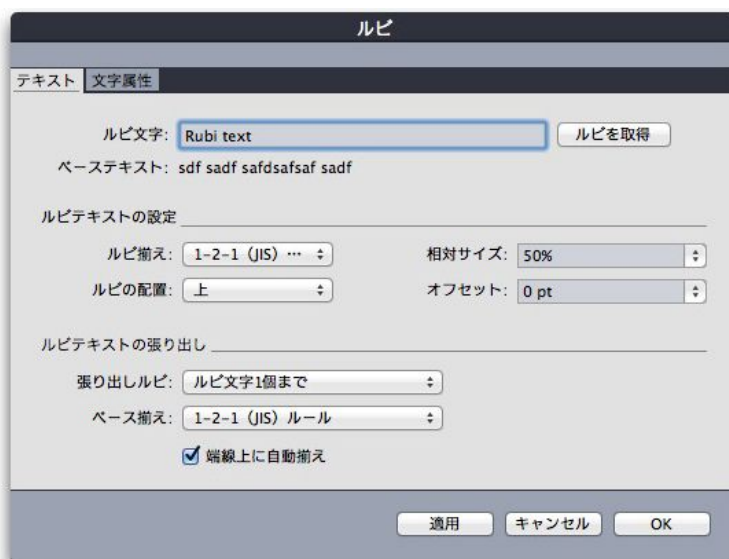 ルビ
テキスト 文字属性
ルビ文字: Rubi text ルビを取得
ベーステキスト: sdf sadf safdsafsaf sadf
ルビテキストの設定
ルビ揃え: 1-2-1 (JIS) … 相対サイズ: 50%
ルビの配置: 上 オフセット: 0 pt
ルビテキストの張り出し
張り出しルビ: ルビ文字1個まで
ベース揃え: 1-2-1 (JIS) ルール
端線上に自動揃え
適用 キャンセル OK